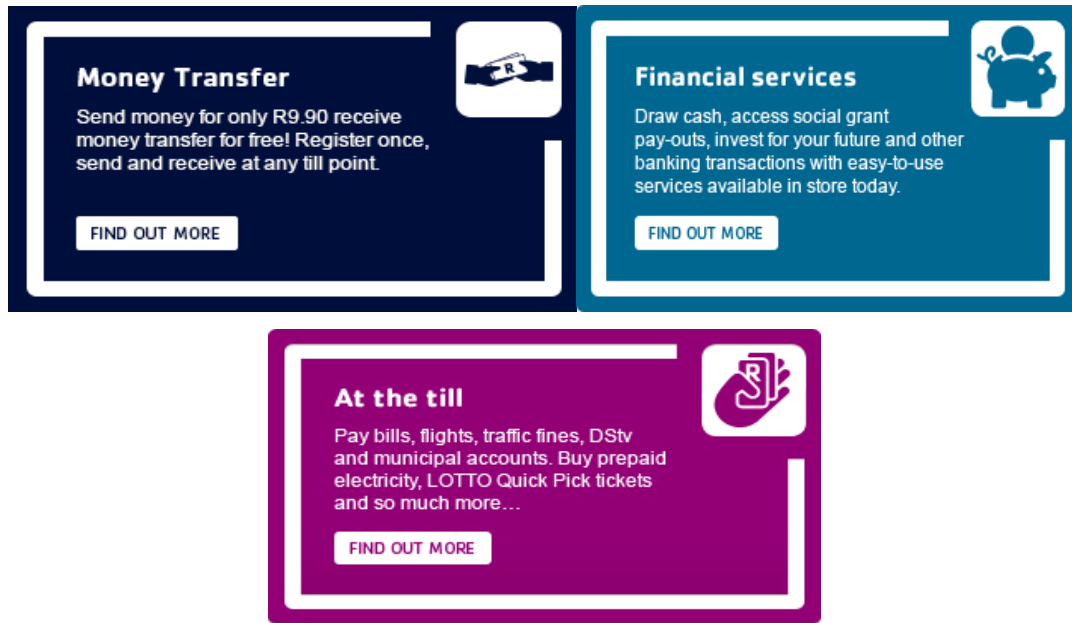 Money Transfer
Send money for only R9.90 receive
money transfer for free! Register once,
send and receive at any till point.
FIND OUT MORE
R
Financial services
Draw cash, access social grant
pay-outs, invest for your future and other
banking transactions with easy-to-use
services available in store today.
FIND OUT MORE
At the till
Pay bills, flights, traffic fines, DStv
and municipal accounts. Buy prepaid
electricity, LOTTO Quick Pick tickets
and so much more…
FIND OUT MORE
R